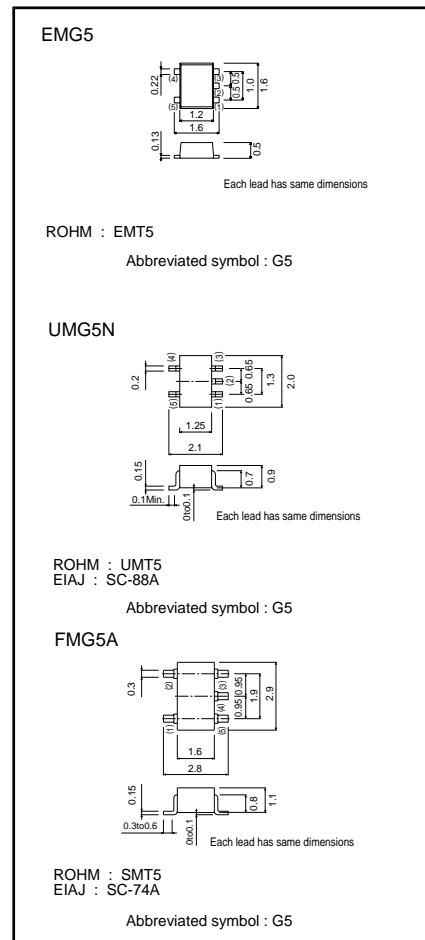 EMG5
0.22
(4)
(3)
(2)
(5)
(1)
0.5 0.5
1.0
1.6
1.2
1.6
0.13
0.5
Each lead has same dimensions
ROHM : EMT5
Abbreviated symbol : G5
UMG5N
0.2
(4)
(3)
(2)
(5)
(1)
0.65 0.65
1.3
2.0
1.25
2.1
0.15
0.1Min.
0to0.1
0.7
0.9
Each lead has same dimensions
ROHM : UMT5
EIAJ : SC-88A
Abbreviated symbol : G5
FMG5A
0.3
(2)
(3)
(4)
(1)
(5)
0.95 0.95
1.9
2.9
1.6
2.8
0.15
0.3to0.6
0to0.1
0.8
1.1
Each lead has same dimensions
ROHM : SMT5
EIAJ : SC-74A
Abbreviated symbol : G5